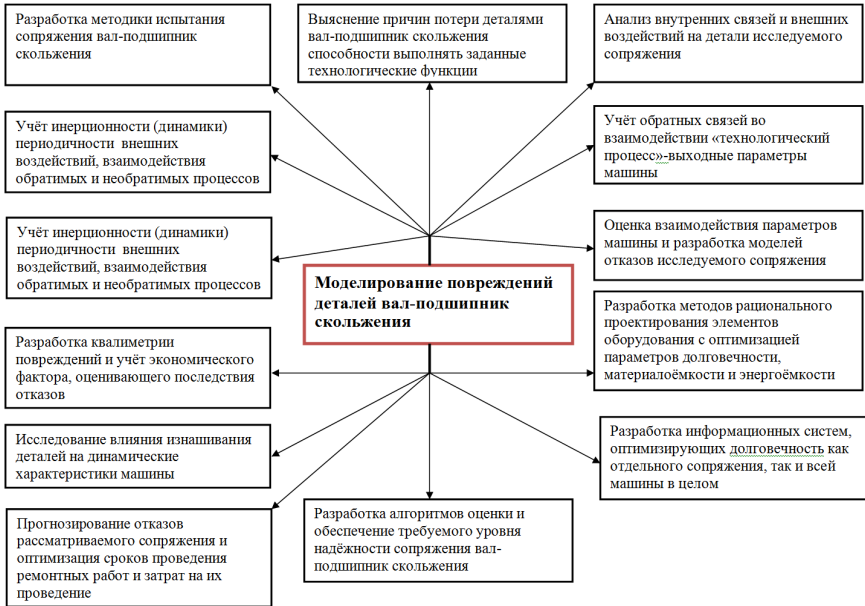 Разработка методики испытания
сопряжения вал-подшипник
скольжения
Выяснение причин потери деталями
вал-подшипник скольжения
способности выполнять заданные
технологические функции
Анализ внутренних связей и внешних
воздействий на детали исследуемого
сопряжения
Учёт инерционности (динамики)
периодичности внешних
воздействий, взаимодействия
обратимых и необратимых процессов
Учёт обратных связей во
взаимодействии «технологический
процесс»-выходные параметры
машины
Учёт инерционности (динамики)
периодичности внешних
воздействий, взаимодействия
обратимых и необратимых процессов
Оценка взаимодействия параметров
машины и разработка моделей
отказов исследуемого сопряжения
Моделирование повреждений
деталей вал-подшипник
скольжения
Разработка методов рационального
проектирования элементов
оборудования с оптимизацией
параметров долговечности,
материалоёмкости и энергоёмкости
Разработка квалиметрии
повреждений и учёт экономического
фактора, оценивающего последствия
отказов
Исследование влияния изнашивания
деталей на динамические
характеристики машины
Разработка информационных систем,
оптимизирующих долговечность как
отдельного сопряжения, так и всей
машины в целом
Прогнозирование отказов
рассматриваемого сопряжения и
оптимизация сроков проведения
ремонтных работ и затрат на их
проведение
Разработка алгоритмов оценки и
обеспечение требуемого уровня
надёжности сопряжения вал-
подшипник скольжения